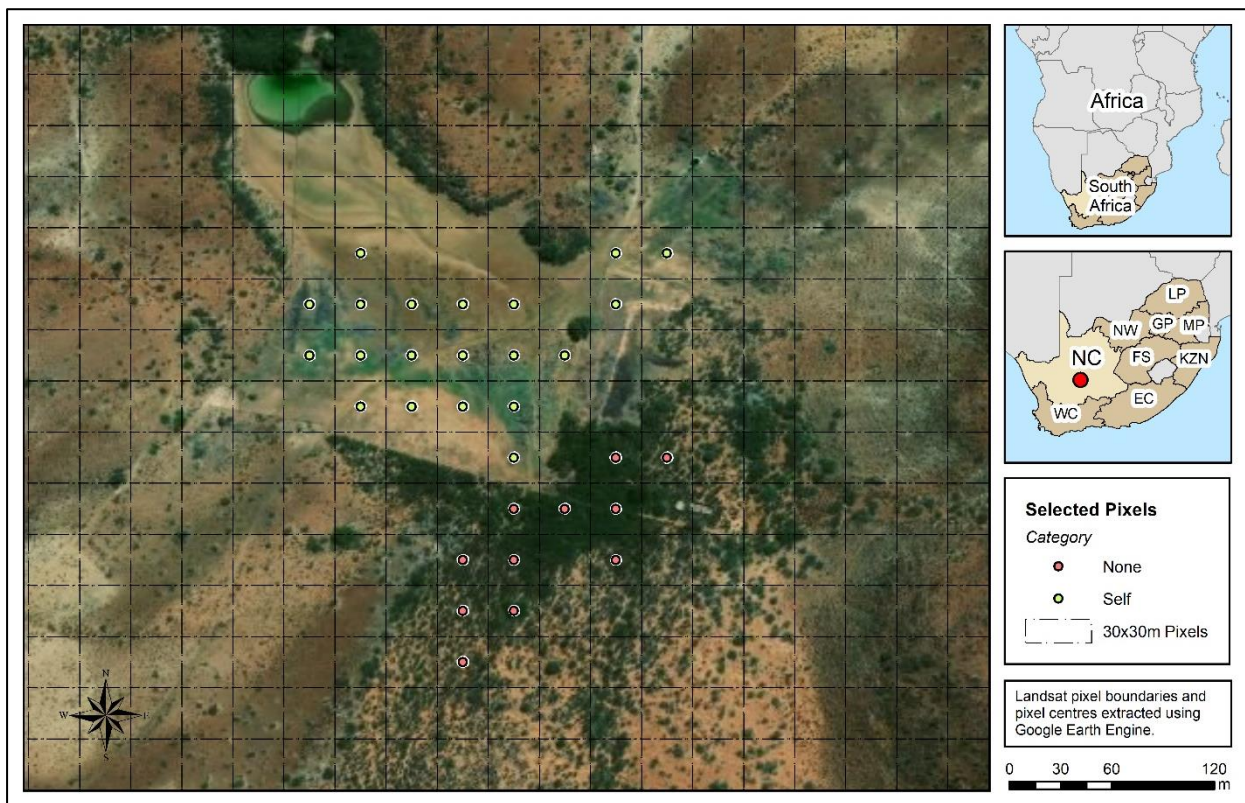 Africa
South
Africa
LP
NW
GP
MP
NC
FS
KZN
EC
WC
Selected Pixels
Category
None
Self
30x30m Pixels
Landsat pixel boundaries and
pixel centres extracted using
Google Earth Engine.
0 30 60 120
m
N
W E
S